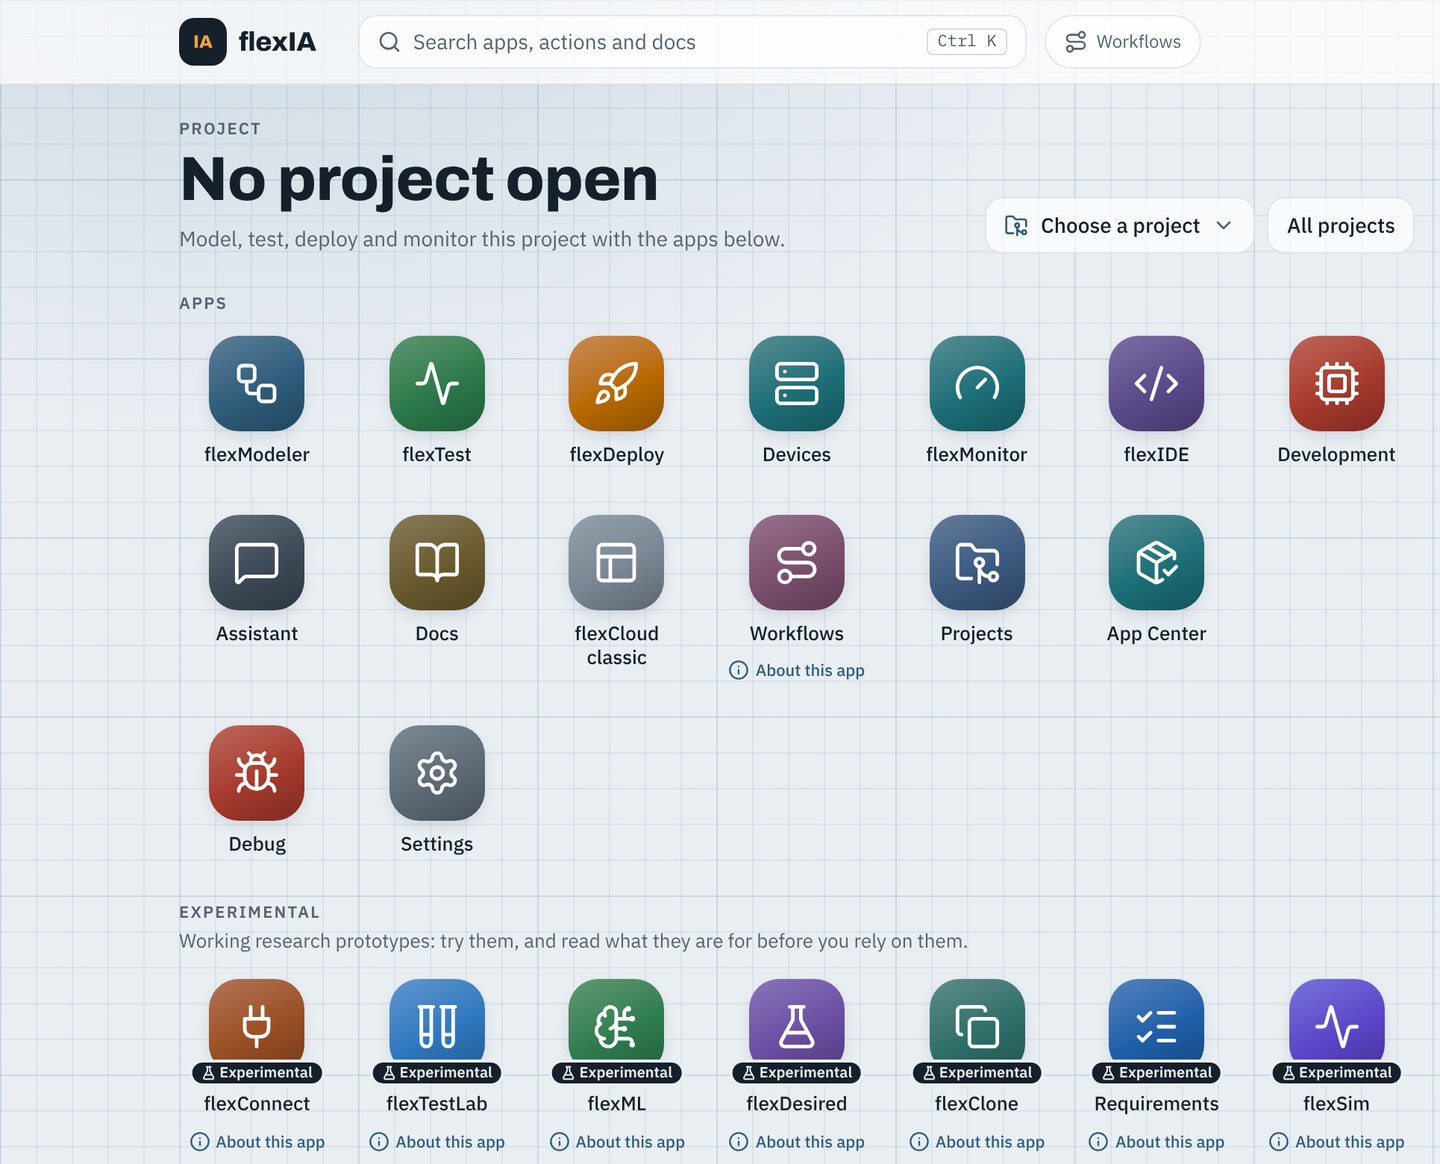 IA flexIA
Search apps, actions and docs
Ctrl K
Workflows
PROJECT
No project open
Model, test, deploy and monitor this project with the apps below.
Choose a project
All projects
APPS
flexModeler
flexTest
flexDeploy
Devices
flexMonitor
flexIDE
Development
Assistant
Docs
flexCloud
classic
Workflows
About this app
Projects
App Center
Debug
Settings
EXPERIMENTAL
Working research prototypes: try them, and read what they are for before you rely on them.
Experimental
flexConnect
About this app
Experimental
flexTestLab
About this app
Experimental
flexML
About this app
Experimental
flexDesired
About this app
Experimental
flexClone
About this app
Experimental
Requirements
About this app
Experimental
flexSim
About this app